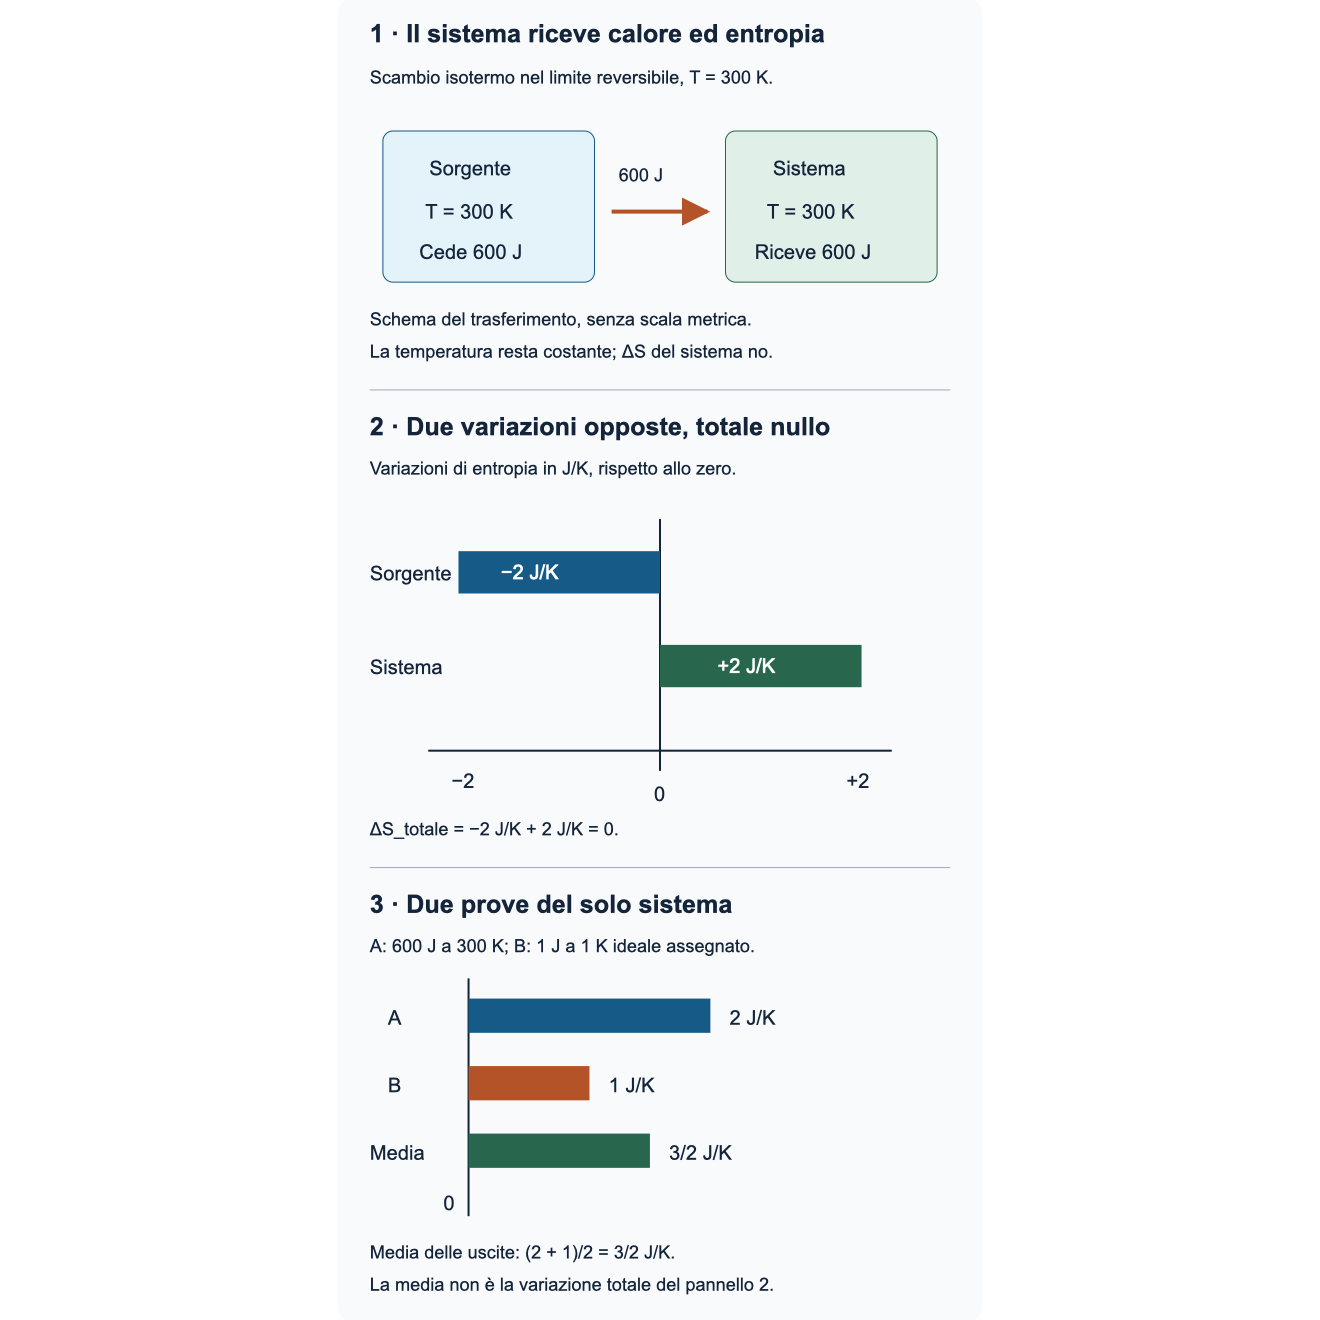 1 · Il sistema riceve calore ed entropia
Scambio isotermo nel limite reversibile, T = 300 K.
Sorgente
T = 300 K
Cede 600 J
600 J
Sistema
T = 300 K
Riceve 600 J
Schema del trasferimento, senza scala metrica.
La temperatura resta costante; ΔS del sistema no.
2 · Due variazioni opposte, totale nullo
Variazioni di entropia in J/K, rispetto allo zero.
Sorgente
−2 J/K
Sistema
+2 J/K
−2
0
+2
ΔS_totale = −2 J/K + 2 J/K = 0.
3 · Due prove del solo sistema
A: 600 J a 300 K; B: 1 J a 1 K ideale assegnato.
A
2 J/K
B
1 J/K
Media
3/2 J/K
0
Media delle uscite: (2 + 1)/2 = 3/2 J/K.
La media non è la variazione totale del pannello 2.